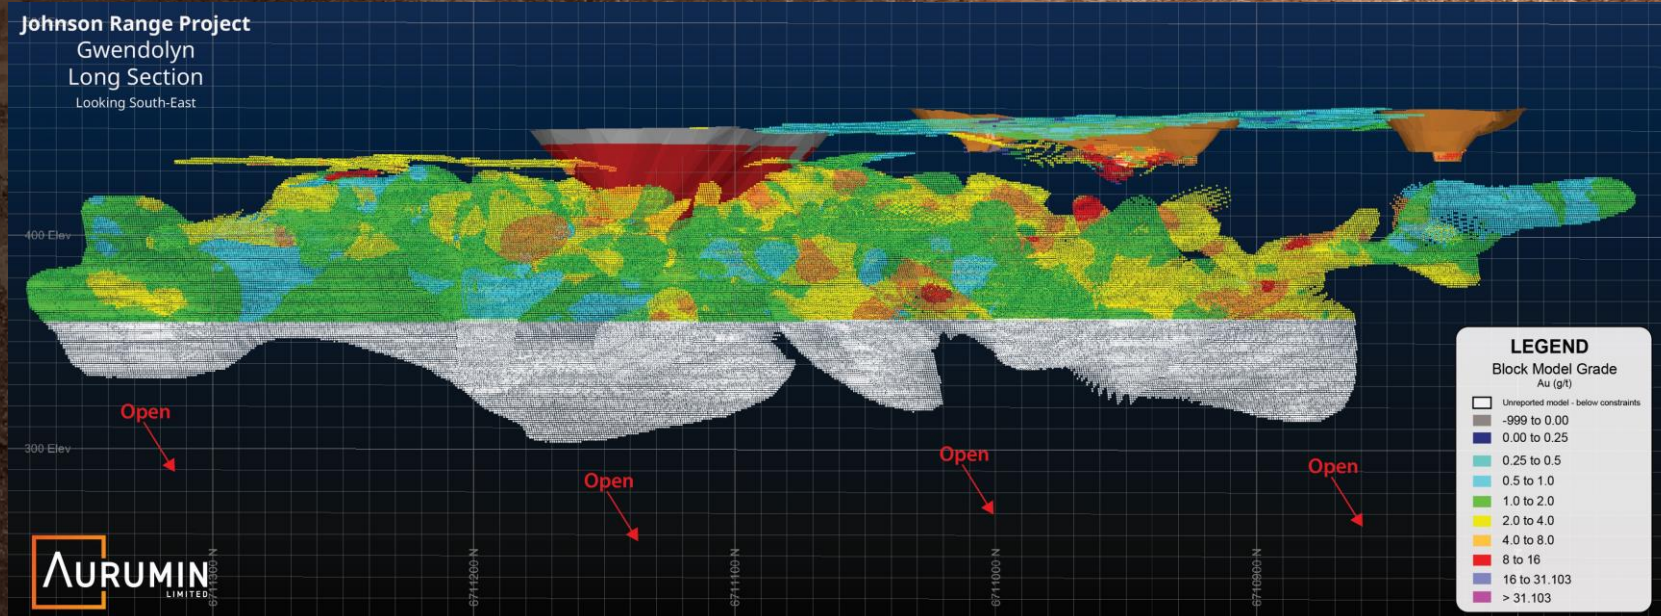 Johnson Range Project
Gwendolyn
Long Section
Looking South-East
400 Elev
300 Elev
Open
Open
Open
Open
6711300 N
6711200 N
6711100 N
6711000 N
6710900 N
LEGEND
Block Model Grade
Au (g/t)
Unreported model - below constraints
-999 to 0.00
0.00 to 0.25
0.25 to 0.5
0.5 to 1.0
1.0 to 2.0
2.0 to 4.0
4.0 to 8.0
8 to 16
16 to 31.103
> 31.103
AURUMIN
LIMITED